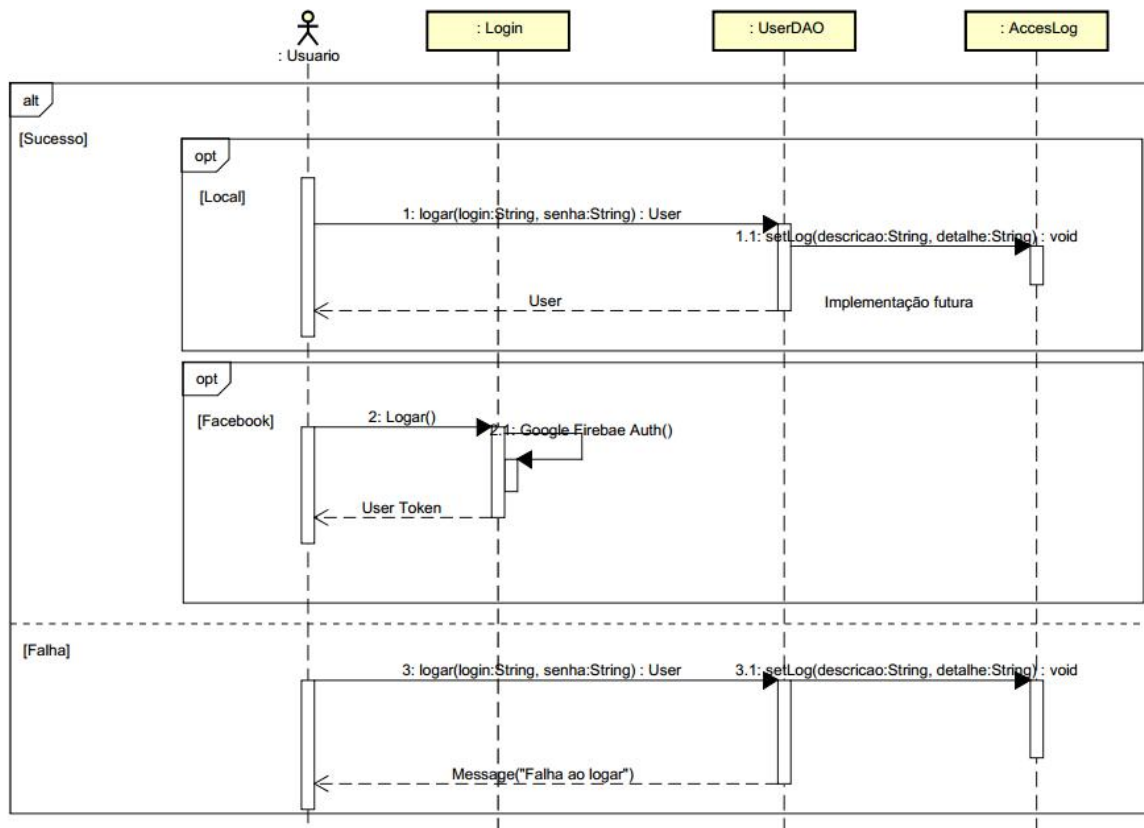 : Usuario
: Login
: UserDAO
: AccesLog
alt
[Sucesso]
opt
[Local]
1: logar(login:String, senha:String) : User
1.1: setLog(descricao:String, detalhe:String) : void
User
Implementação futura
opt
[Facebook]
2: Logar()
2.1: Google Firebae Auth()
User Token
[Falha]
3: logar(login:String, senha:String) : User
3.1: setLog(descricao:String, detalhe:String) : void
Message("Falha ao logar")